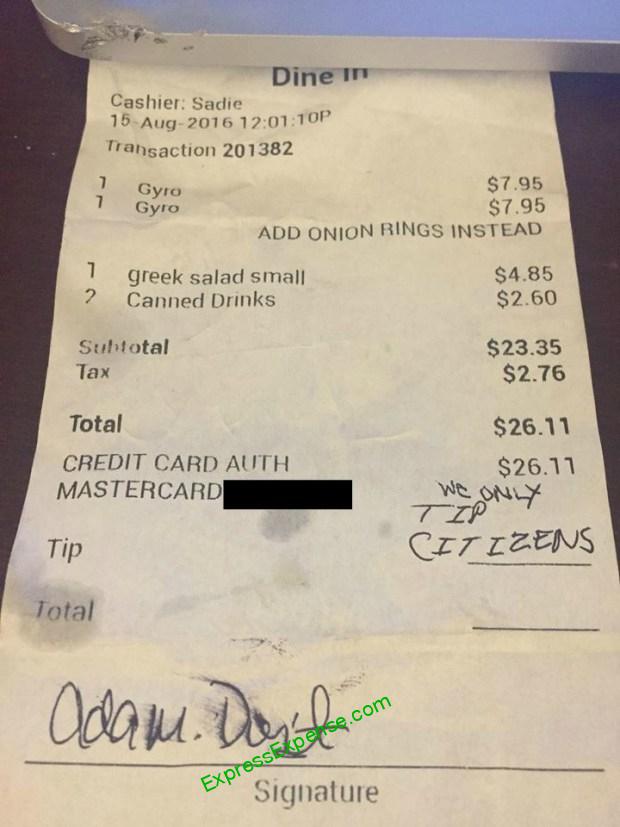 Dine In
Cashier: Sadie
15-Aug-2016 12:01:10P
Transaction 201382
1 Gyro $7.95
1 Gyro $7.95
ADD ONION RINGS INSTEAD
1 greek salad small $4.85
2 Canned Drinks $2.60
Subtotal $23.35
Tax $2.76
Total $26.11
CREDIT CARD AUTH $26.11
MASTERCARD
WE ONLY
TIP
CITIZENS
Tip
Total
Adam.
ExpressExpense.com
Signature